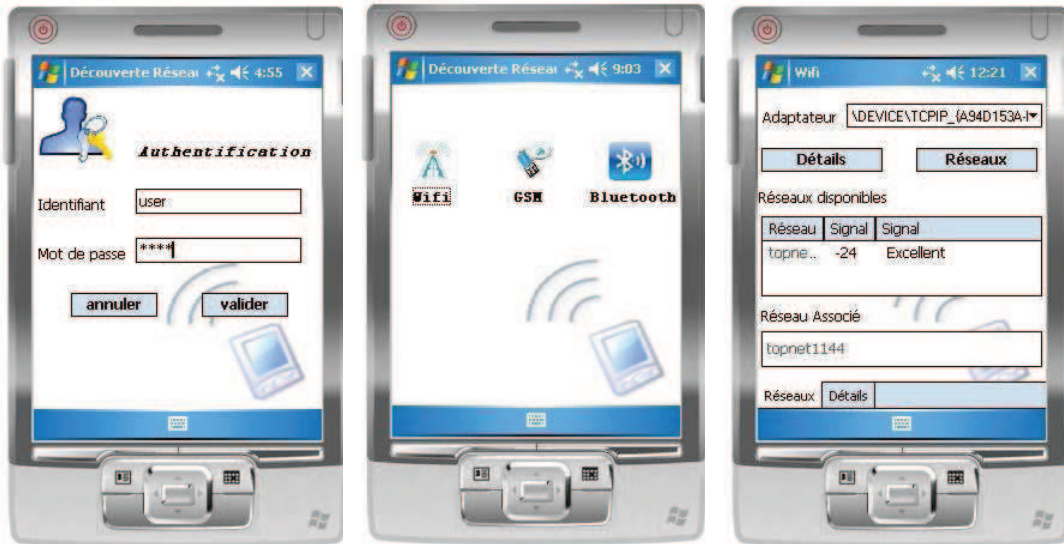 Découverte Réseau 4:55
Authentification
Identifiant user
Mot de passe ****
annuler valider
Découverte Réseau 9:03
Wifi GSM Bluetooth
Wifi 12:21
Adaptateur \DEVICE\TCPIP_{A94D153A-
Détails Réseaux
Réseaux disponibles
Réseau Signal Signal
topne.. -24 Excellent
Réseau Associé
topnet1144
Réseaux Détails